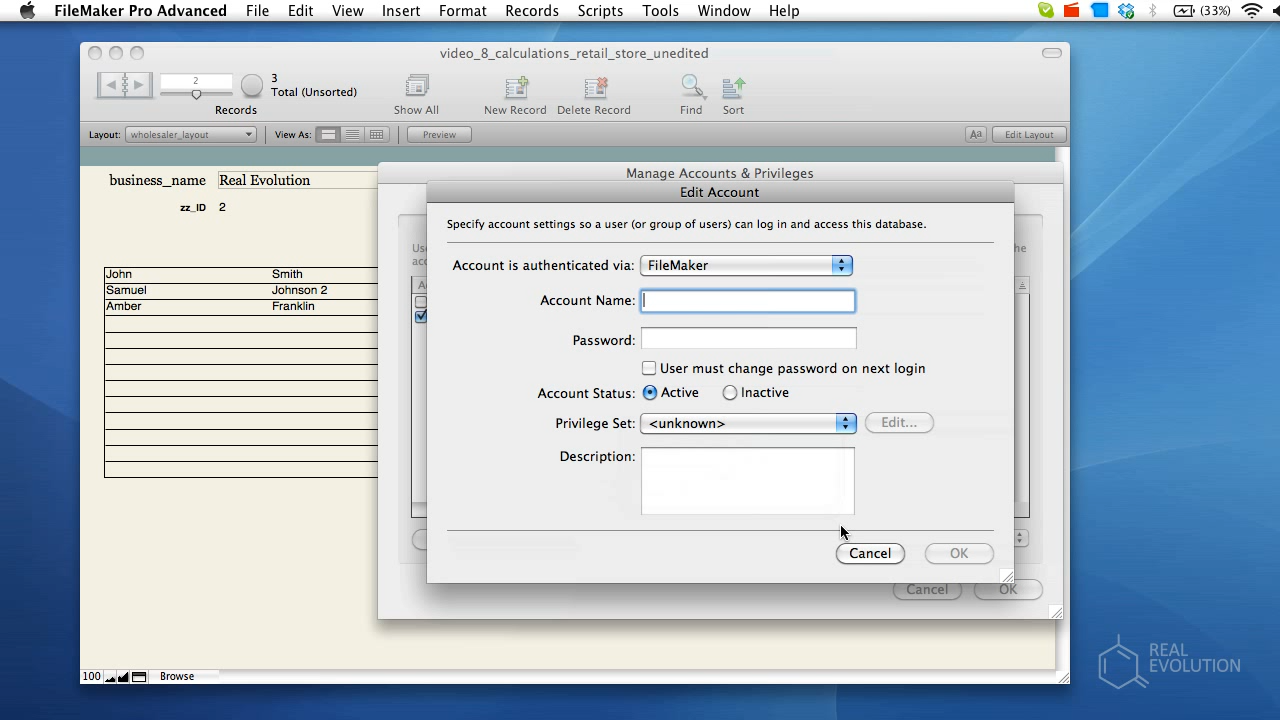 FileMaker Pro Advanced File Edit View Insert Format Records Scripts Tools Window Help (33%)
video_8_calculations_retail_store_unedited
2
3
Total (Unsorted)
Records
Show All
New Record
Delete Record
Find
Sort
Layout: wholesaler_layout View As: Preview Aa Edit Layout
business_name Real Evolution
zz_ID 2
John Smith
Samuel Johnson 2
Amber Franklin
Manage Accounts & Privileges
Edit Account
Specify account settings so a user (or group of users) can log in and access this database.
Account is authenticated via: FileMaker
Account Name:
Password:
User must change password on next login
Account Status: Active Inactive
Privilege Set: <unknown> Edit...
Description:
Cancel OK
Cancel OK
100 Browse
REAL
EVOLUTION